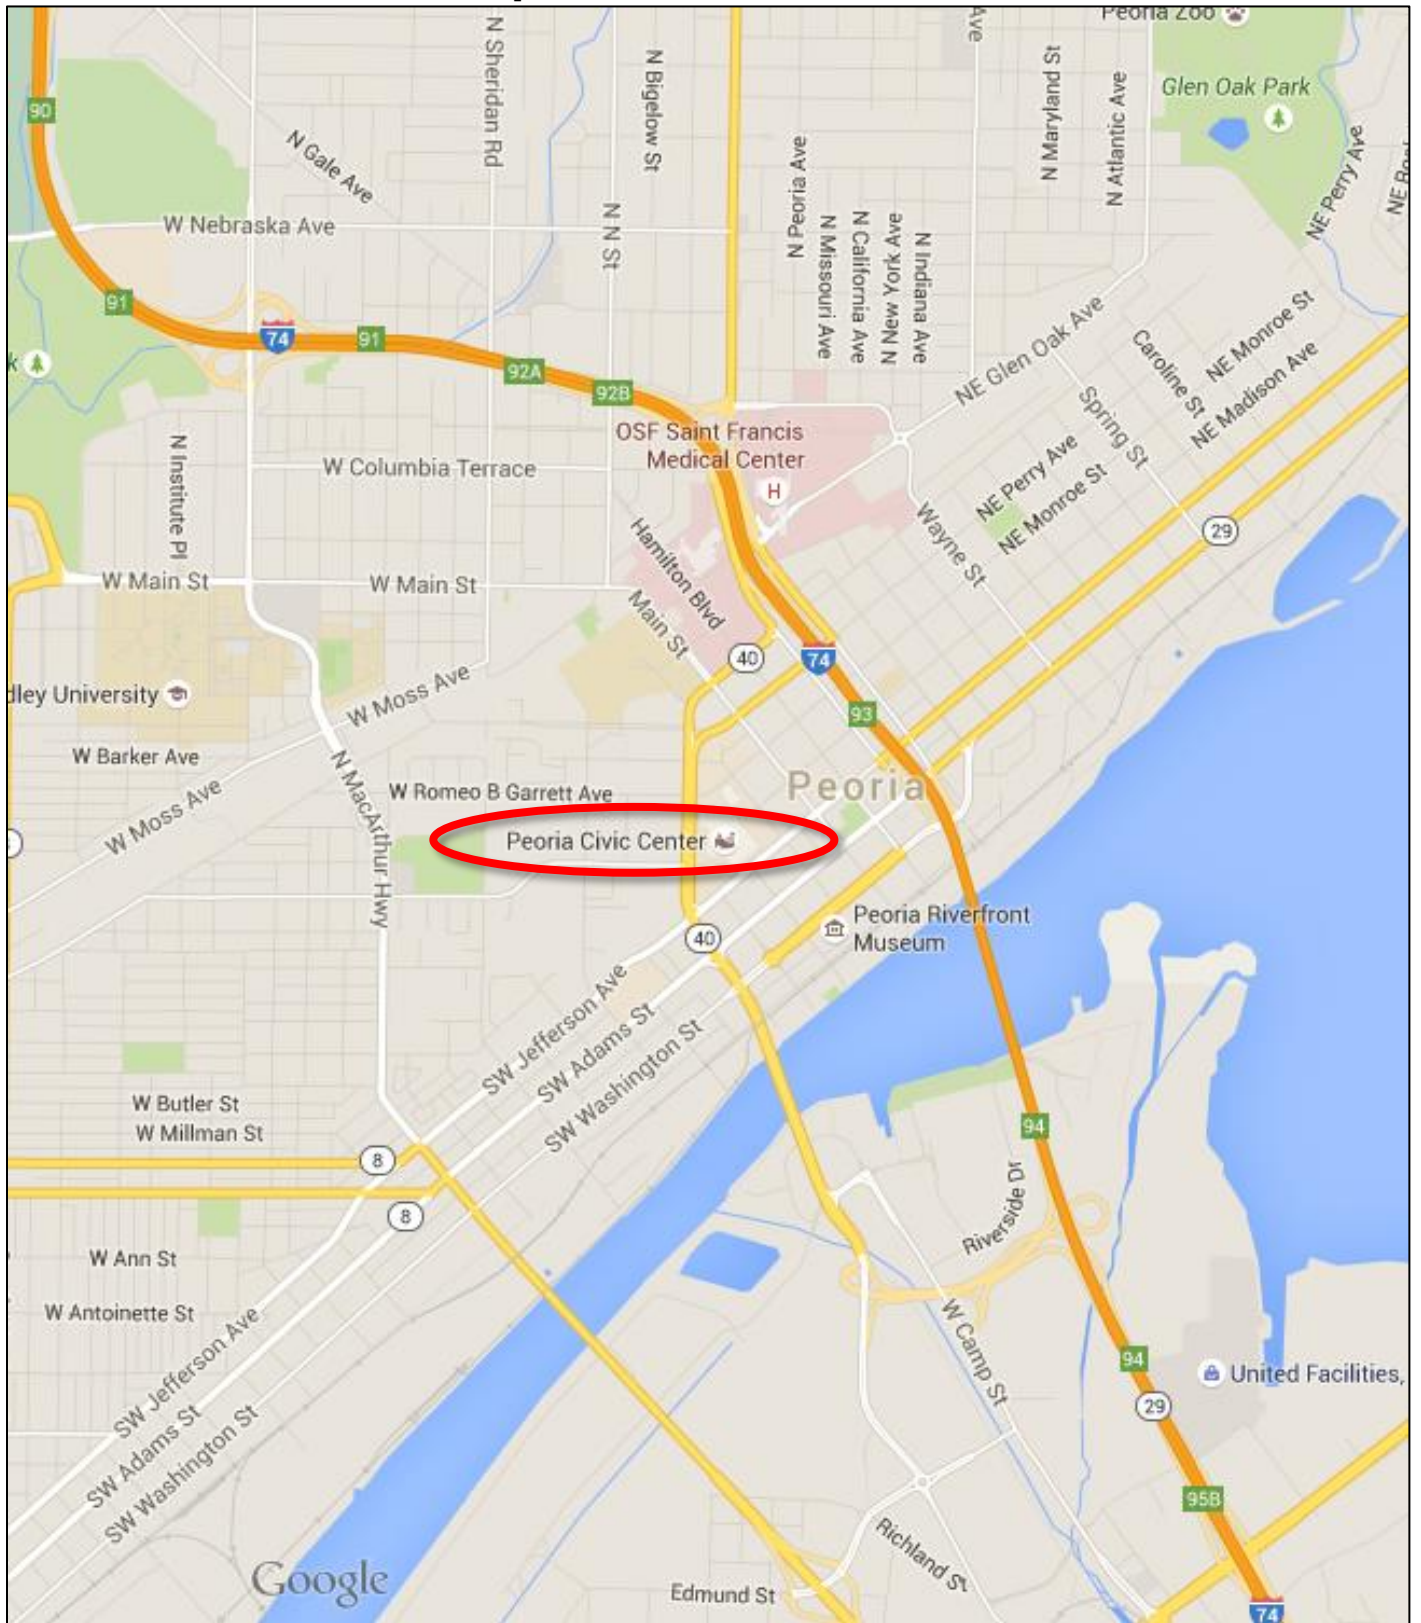 Peoria Zoo
Ave
Glen Oak Park
90
N Sheridan Rd
N Bigelow St
N Maryland St
N Atlantic Ave
NE Perry Ave
N Gale Ave
W Nebraska Ave
N N St
N Peoria Ave
N Missouri Ave
N California Ave
N New York Ave
N Indiana Ave
91
74
91
92A
92B
NE Glen Oak Ave
Caroline St
NE Monroe St
NE Madison Ave
Spring St
OSF Saint Francis
Medical Center
H
N Institute Pl
W Columbia Terrace
NE Perry Ave
NE Monroe St
Wayne St
29
Hamilton Blvd
Main St
W Main St
W Main St
40
74
dley University
W Moss Ave
93
W Barker Ave
W Moss Ave
N MacArthur Hwy
W Romeo B Garrett Ave
Peoria
Peoria Civic Center
Peoria Riverfront
Museum
40
SW Jefferson Ave
SW Adams St
SW Washington St
W Butler St
W Millman St
8
8
94
Riverside Dr
W Ann St
W Antoinette St
SW Jefferson Ave
SW Adams St
SW Washington St
W Camp St
94
United Facilities,
29
95B
Richland St
Edmund St
Google
74